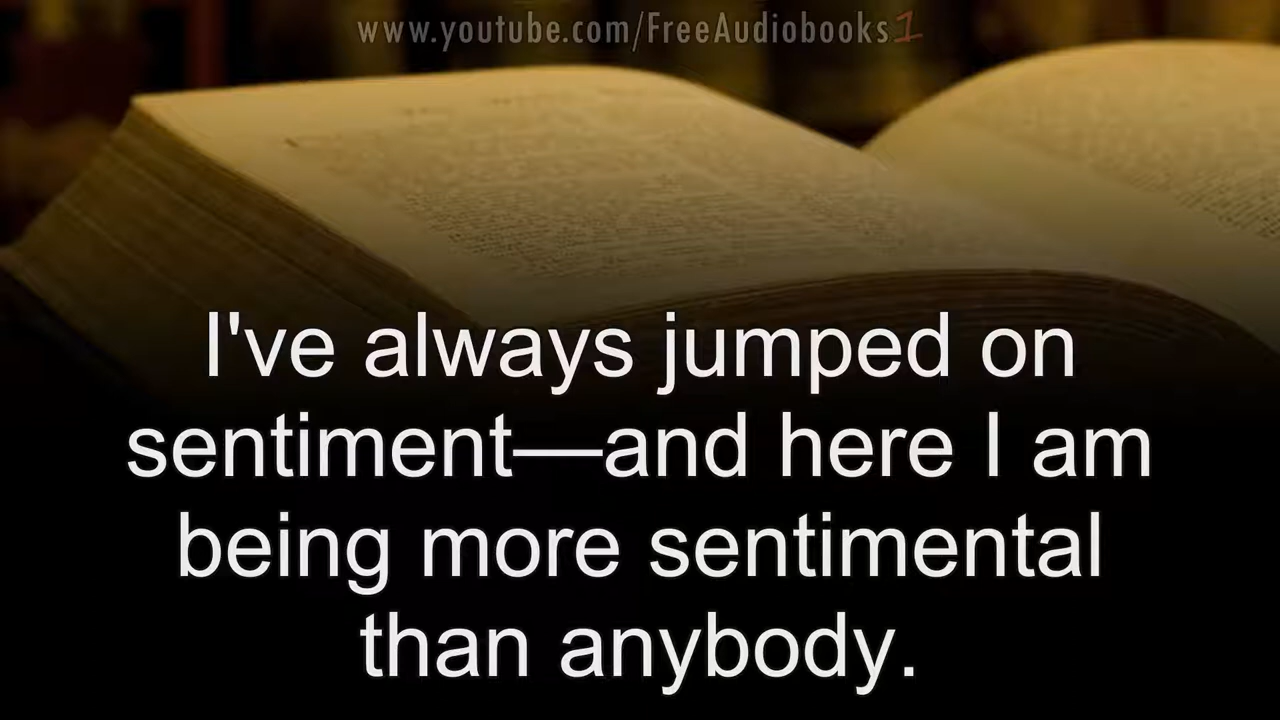 www.youtube.com/FreeAudiobooks1
I've always jumped on
sentiment—and here I am
being more sentimental
than anybody.